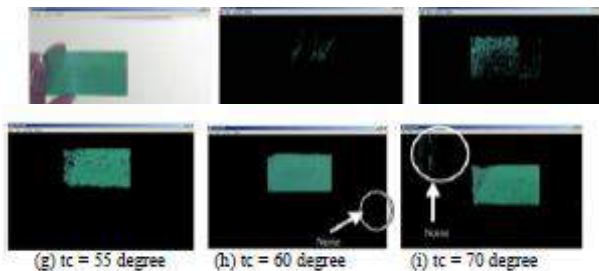 Noise
Noise
(g) tc = 55 degree (h) tc = 60 degree (i) tc = 70 degree